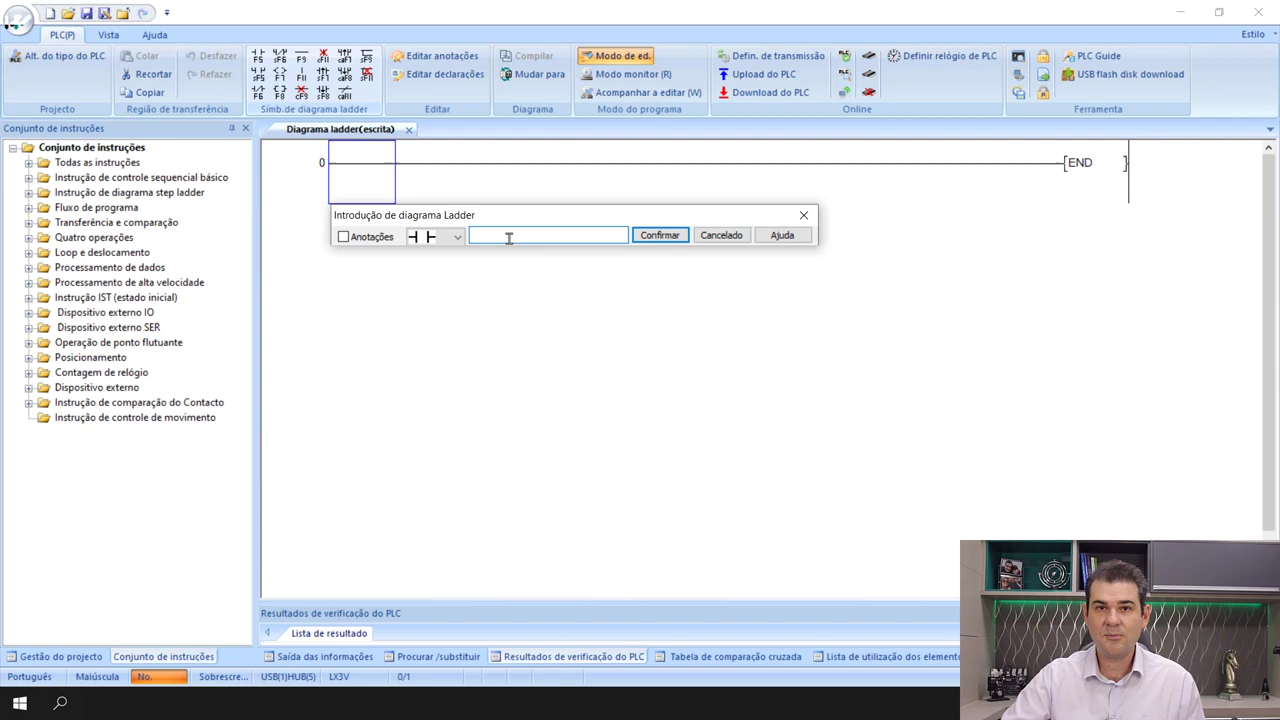 PLC(P) Vista Ajuda Estilo
Alt. do tipo do PLC
Projecto
Colar
Recortar
Copiar
Desfazer
Refazer
Região de transferência
Símb.de diagrama ladder
Editar anotações
Editar declarações
Editar
Compilar
Mudar para
Diagrama
Modo de ed.
Modo monitor (R)
Acompanhar a editar (W)
Modo do programa
Defin. de transmissão
Upload do PLC
Download do PLC
Definir relógio de PLC
Online
PLC Guide
USB flash disk download
Ferramenta
Conjunto de instruções
Conjunto de instruções
Todas as instruções
Instrução de controle sequencial básico
Instrução de diagrama step ladder
Fluxo de programa
Transferência e comparação
Quatro operações
Loop e deslocamento
Processamento de dados
Processamento de alta velocidade
Instrução IST (estado inicial)
Dispositivo externo IO
Dispositivo externo SER
Operação de ponto flutuante
Posicionamento
Contagem de relógio
Dispositivo externo
Instrução de comparação do Contacto
Instrução de controle de movimento
Diagrama ladder(escrita)
0 [END ]
Introdução de diagrama Ladder
Anotações Confirmar Cancelado Ajuda
Resultados de verificação do PLC
Lista de resultado
Gestão do projecto Conjunto de instruções Saída das informações Procurar /substituir Resultados de verificação do PLC Tabela de comparação cruzada Lista de utilização dos elemento
Português Maiúscula No. Sobrescre... USB(1)HUB(5) LX3V 0/1